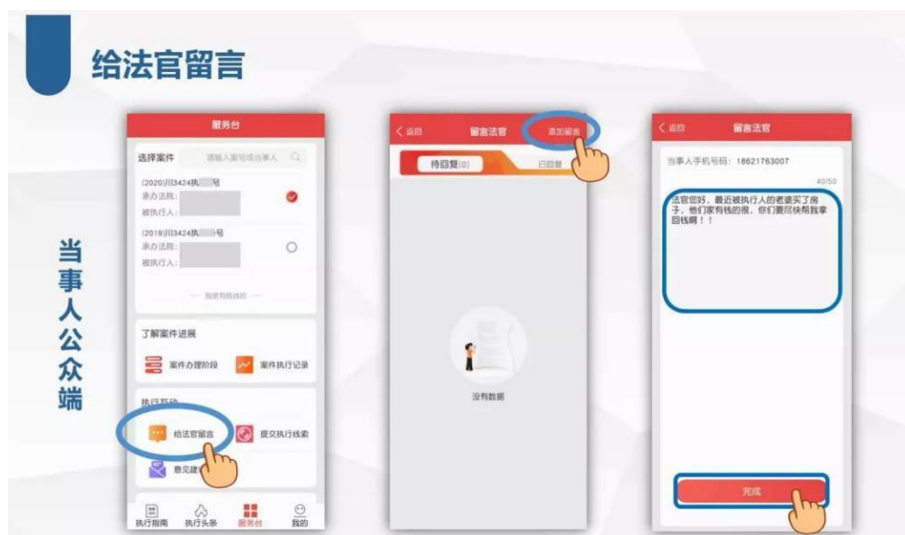 给法官留言
当事人公众端
服务台
选择案件
请输入案号或当事人
(2020)川3424执 号
承办法院:
被执行人:
(2019)川3424执 号
承办法院:
被执行人:
了解案件进展
案件办理阶段
案件执行记录
执行互动
给法官留言
提交执行线索
意见建
执行指南
执行头条
服务台
我的
返回
留言法官
添加留言
待回复(0)
已回复
没有数据
返回
留言法官
当事人手机号码: 18621763007
40/50
法官您好,最近被执行人的老婆买了房
子,他们家有钱的很,你们要尽快帮我拿
回钱啊!!
完成